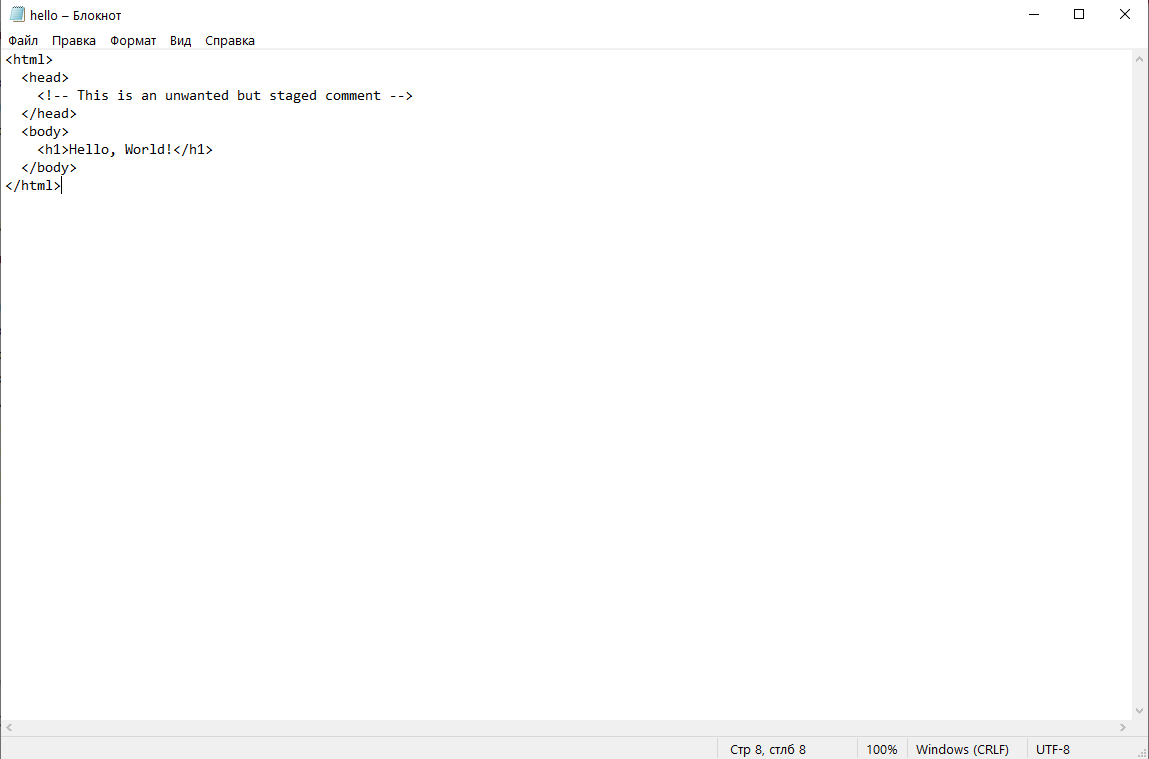 hello – Блокнот
Файл Правка Формат Вид Справка
<html>
  <head>
    <!-- This is an unwanted but staged comment -->
  </head>
  <body>
    <h1>Hello, World!</h1>
  </body>
</html>
Стр 8, стлб 8 100% Windows (CRLF) UTF-8